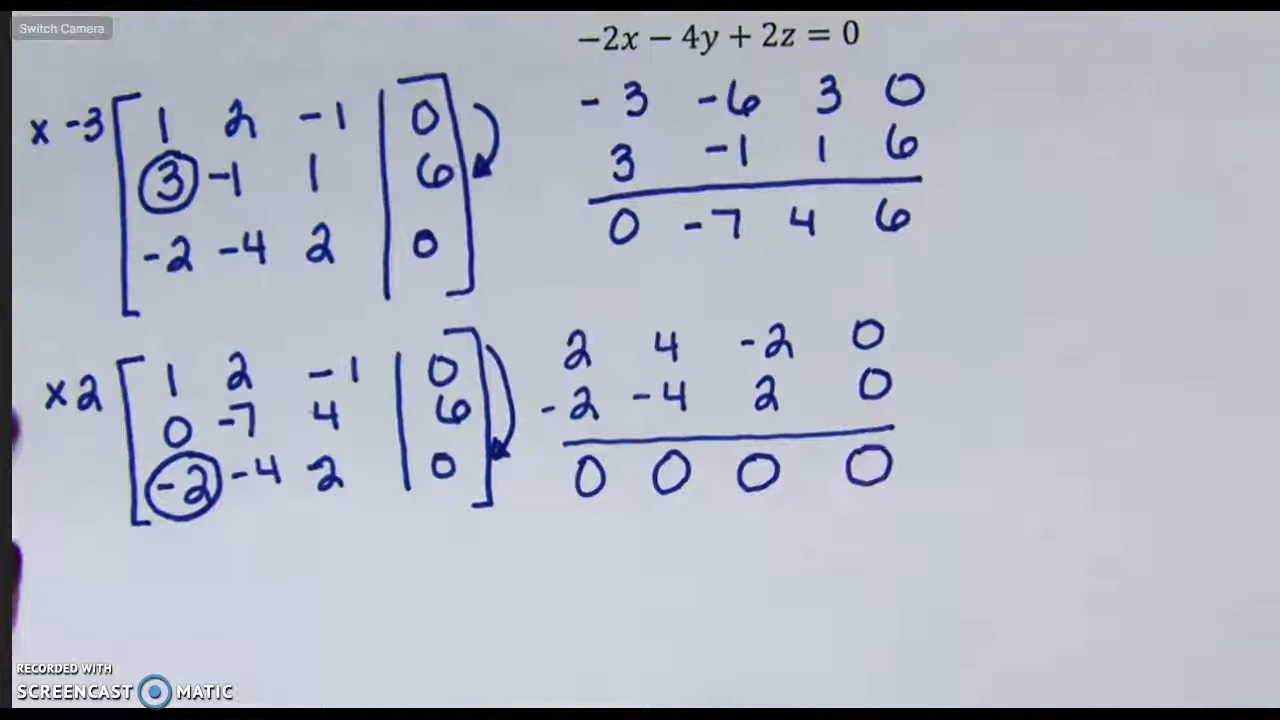 Switch Camera
−2x − 4y + 2z = 0
x -3 [ 1 2 -1 | 0 ]
3 -1 1 | 6
-2 -4 2 | 0
- 3 -6 3 0
3 -1 1 6
0 -7 4 6
x 2 [ 1 2 -1 | 0 ]
0 -7 4 | 6
-2 -4 2 | 0
2 4 -2 0
-2 -4 2 0
0 0 0 0
RECORDED WITH
SCREENCAST MATIC